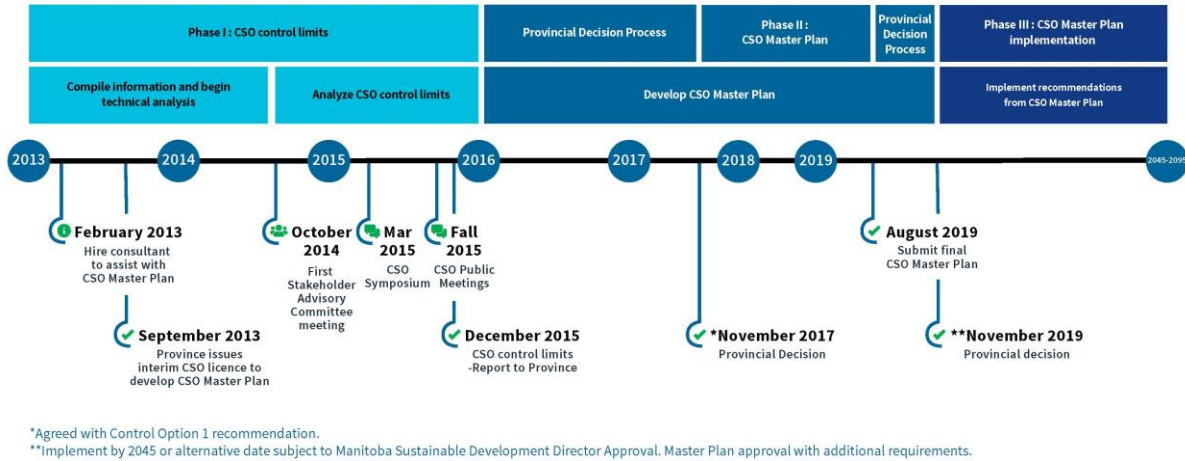 Phase I : CSO control limits
Provincial Decision Process
Phase II :
CSO Master Plan
Provincial
Decision
Process
Phase III : CSO Master Plan
implementation
Compile information and begin
technical analysis
Analyze CSO control limits
Develop CSO Master Plan
Implement recommendations
from CSO Master Plan
2013
2014
2015
2016
2017
2018
2019
2045-2095
February 2013
Hire consultant
to assist with
CSO Master Plan
October
2014
First
Stakeholder
Advisory
Committee
meeting
Mar
2015
CSO
Symposium
Fall
2015
CSO Public
Meetings
August 2019
Submit final
CSO Master Plan
September 2013
Province issues
interim CSO licence to
develop CSO Master Plan
December 2015
CSO control limits
-Report to Province
*November 2017
Provincial Decision
**November 2019
Provincial decision
*Agreed with Control Option 1 recommendation.
**Implement by 2045 or alternative date subject to Manitoba Sustainable Development Director Approval. Master Plan approval with additional requirements.